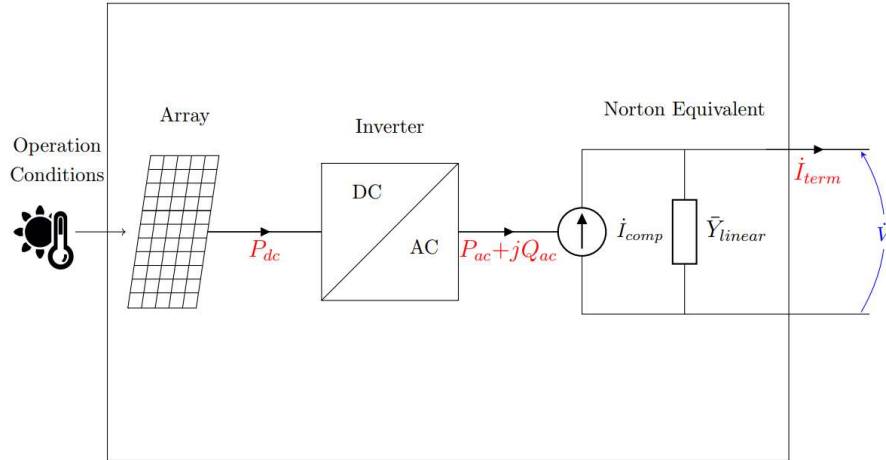 Operation
Conditions
Array
P_dc
Inverter
DC
AC
P_ac+jQ_ac
Norton Equivalent
İ_comp
Ȳ_linear
İ_term
V̇